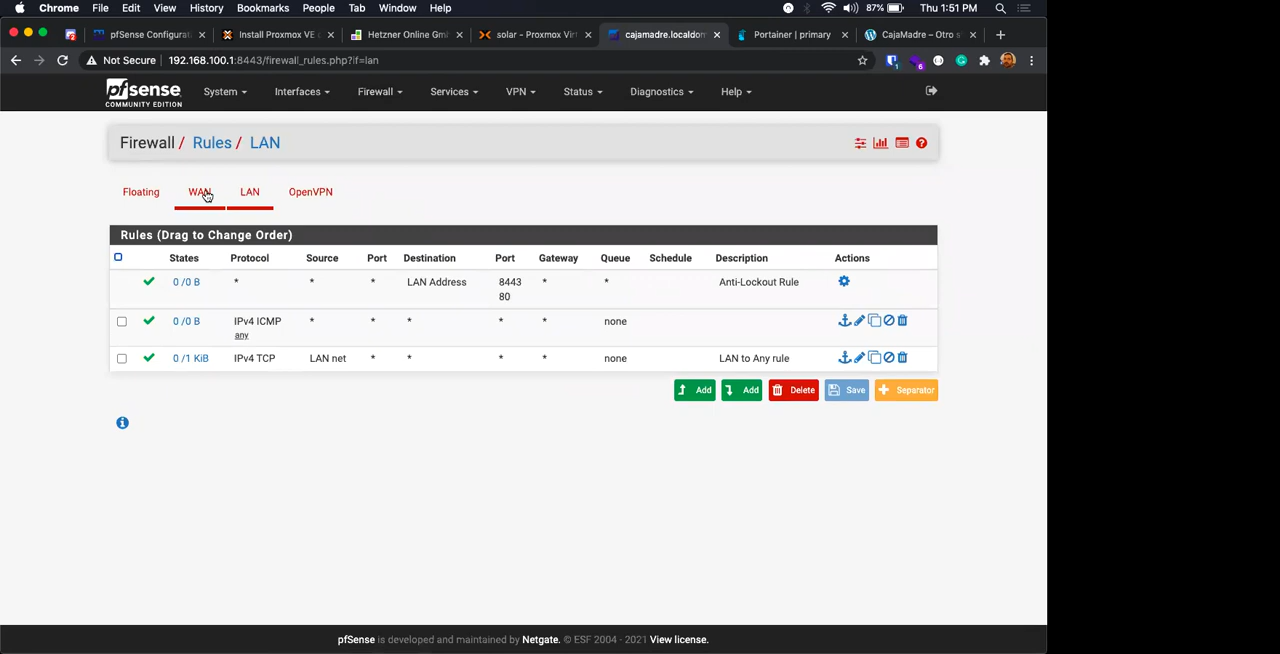 Chrome File Edit View History Bookmarks People Tab Window Help 87% Thu 1:51 PM
pfSense Configurati Install Proxmox VE Hetzner Online Gm solar - Proxmox Vir cajamadre.localdom Portainer | primary CajaMadre – Otro s
Not Secure 192.168.100.1:8443/firewall_rules.php?if=lan 1 6
pfsense System Interfaces Firewall Services VPN Status Diagnostics Help
COMMUNITY EDITION
Firewall / Rules / LAN
Floating WAN LAN OpenVPN
Rules (Drag to Change Order)
States Protocol Source Port Destination Port Gateway Queue Schedule Description Actions
0 /0 B * * * LAN Address 8443 * * Anti-Lockout Rule
80
0 /0 B IPv4 ICMP * * * * * none
any
0 /1 KiB IPv4 TCP LAN net * * * * none LAN to Any rule
Add Add Delete Save Separator
pfSense is developed and maintained by Netgate. © ESF 2004 - 2021 View license.